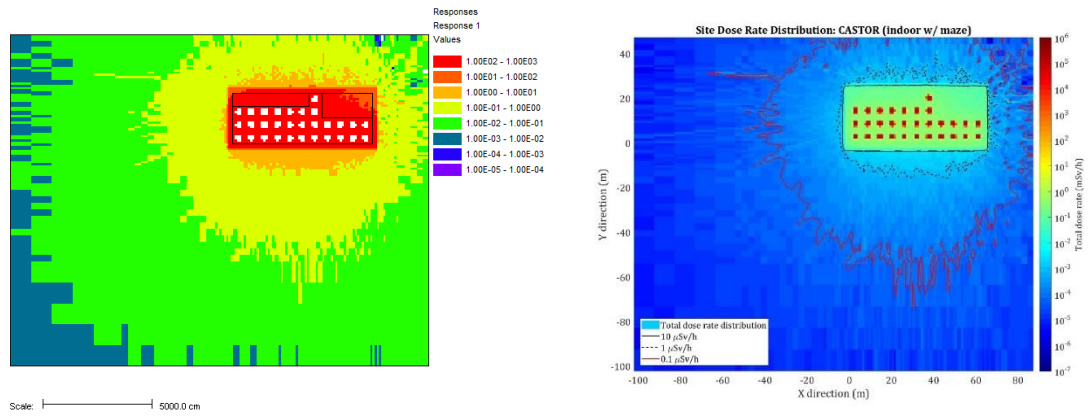 Responses
Response 1
Values
1.00E02 - 1.00E03
1.00E01 - 1.00E02
1.00E00 - 1.00E01
1.00E-01 - 1.00E00
1.00E-02 - 1.00E-01
1.00E-03 - 1.00E-02
1.00E-04 - 1.00E-03
1.00E-05 - 1.00E-04
Scale:
5000.0 cm
Site Dose Rate Distribution: CASTOR (indoor w/ maze)
40
20
0
-20
-40
-60
-80
-100
Y direction (m)
-100
-80
-60
-40
-20
0
20
40
60
80
X direction (m)
Total dose rate distribution
10 μSv/h
1 μSv/h
0.1 μSv/h
10⁶
10⁵
10⁴
10³
10²
10¹
10⁰
10⁻¹
10⁻²
10⁻³
10⁻⁴
10⁻⁵
10⁻⁶
10⁻⁷
Total dose rate (mSv/h)